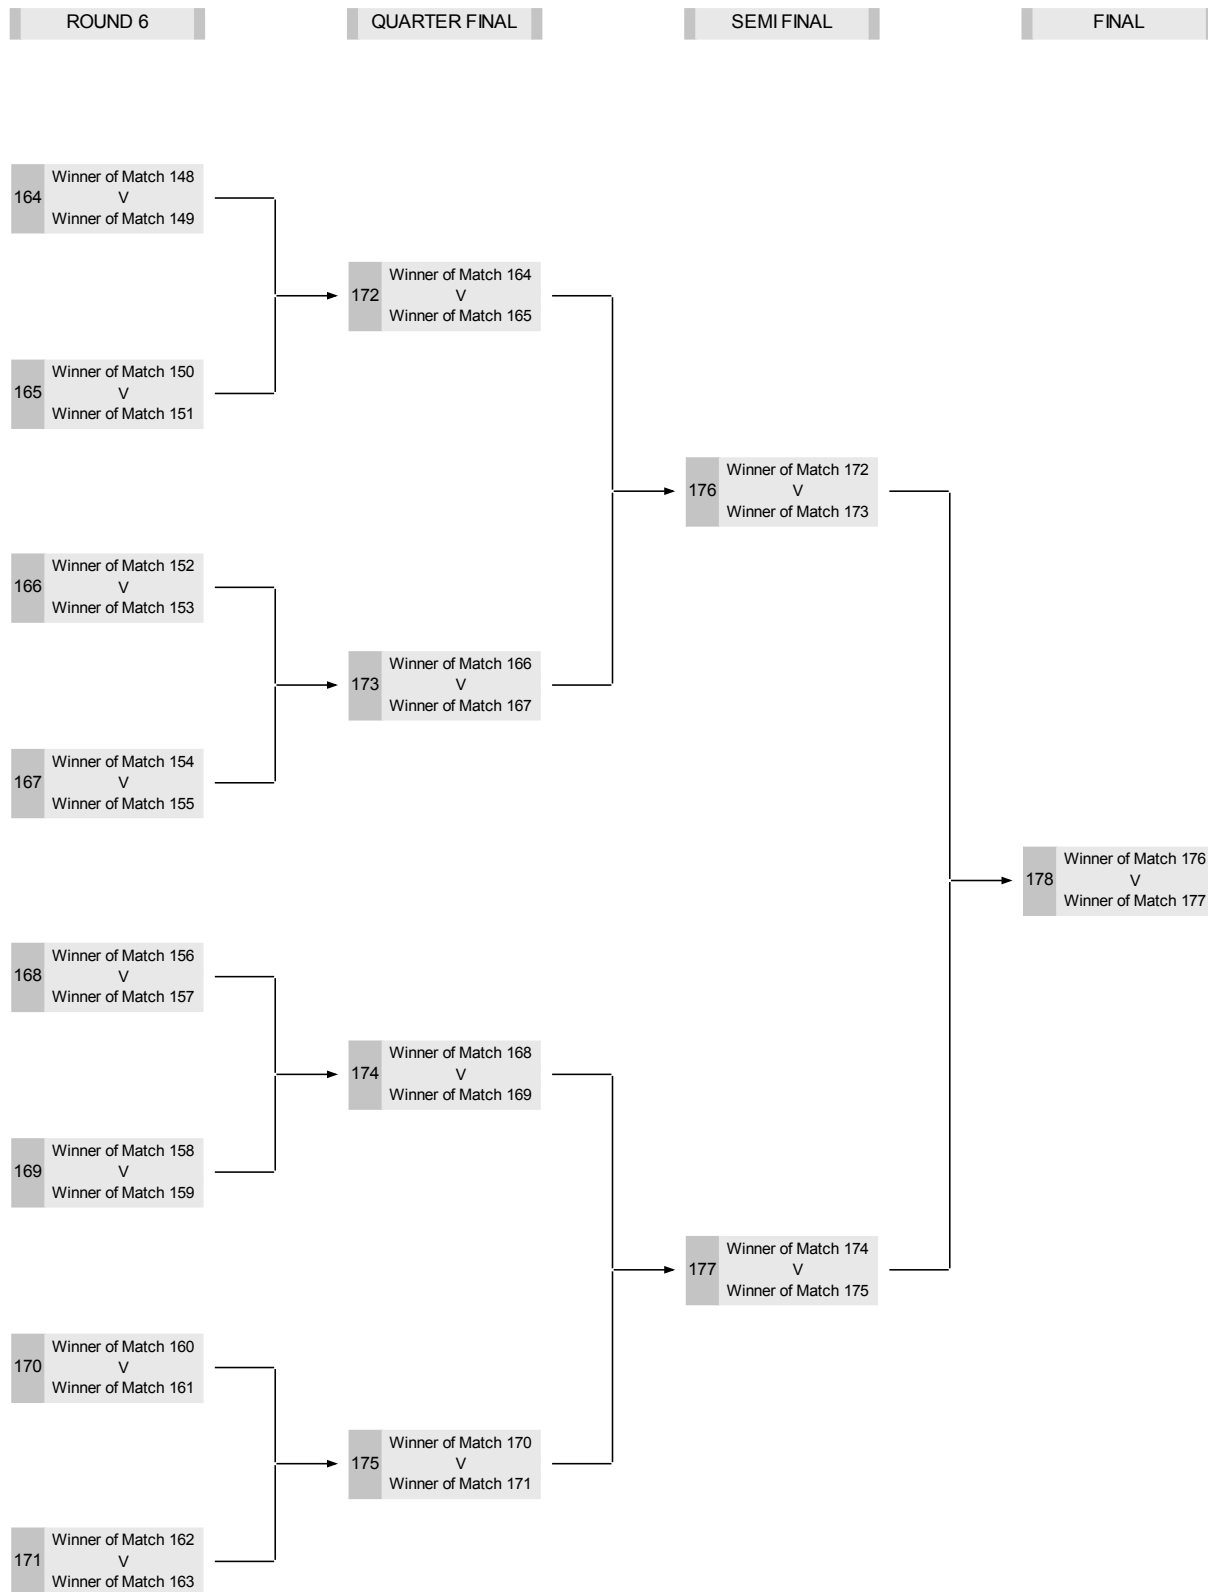 ROUND 6
QUARTER FINAL
SEMI FINAL
FINAL
164
Winner of Match 148
V
Winner of Match 149
165
Winner of Match 150
V
Winner of Match 151
166
Winner of Match 152
V
Winner of Match 153
167
Winner of Match 154
V
Winner of Match 155
168
Winner of Match 156
V
Winner of Match 157
169
Winner of Match 158
V
Winner of Match 159
170
Winner of Match 160
V
Winner of Match 161
171
Winner of Match 162
V
Winner of Match 163
172
Winner of Match 164
V
Winner of Match 165
173
Winner of Match 166
V
Winner of Match 167
174
Winner of Match 168
V
Winner of Match 169
175
Winner of Match 170
V
Winner of Match 171
176
Winner of Match 172
V
Winner of Match 173
177
Winner of Match 174
V
Winner of Match 175
178
Winner of Match 176
V
Winner of Match 177